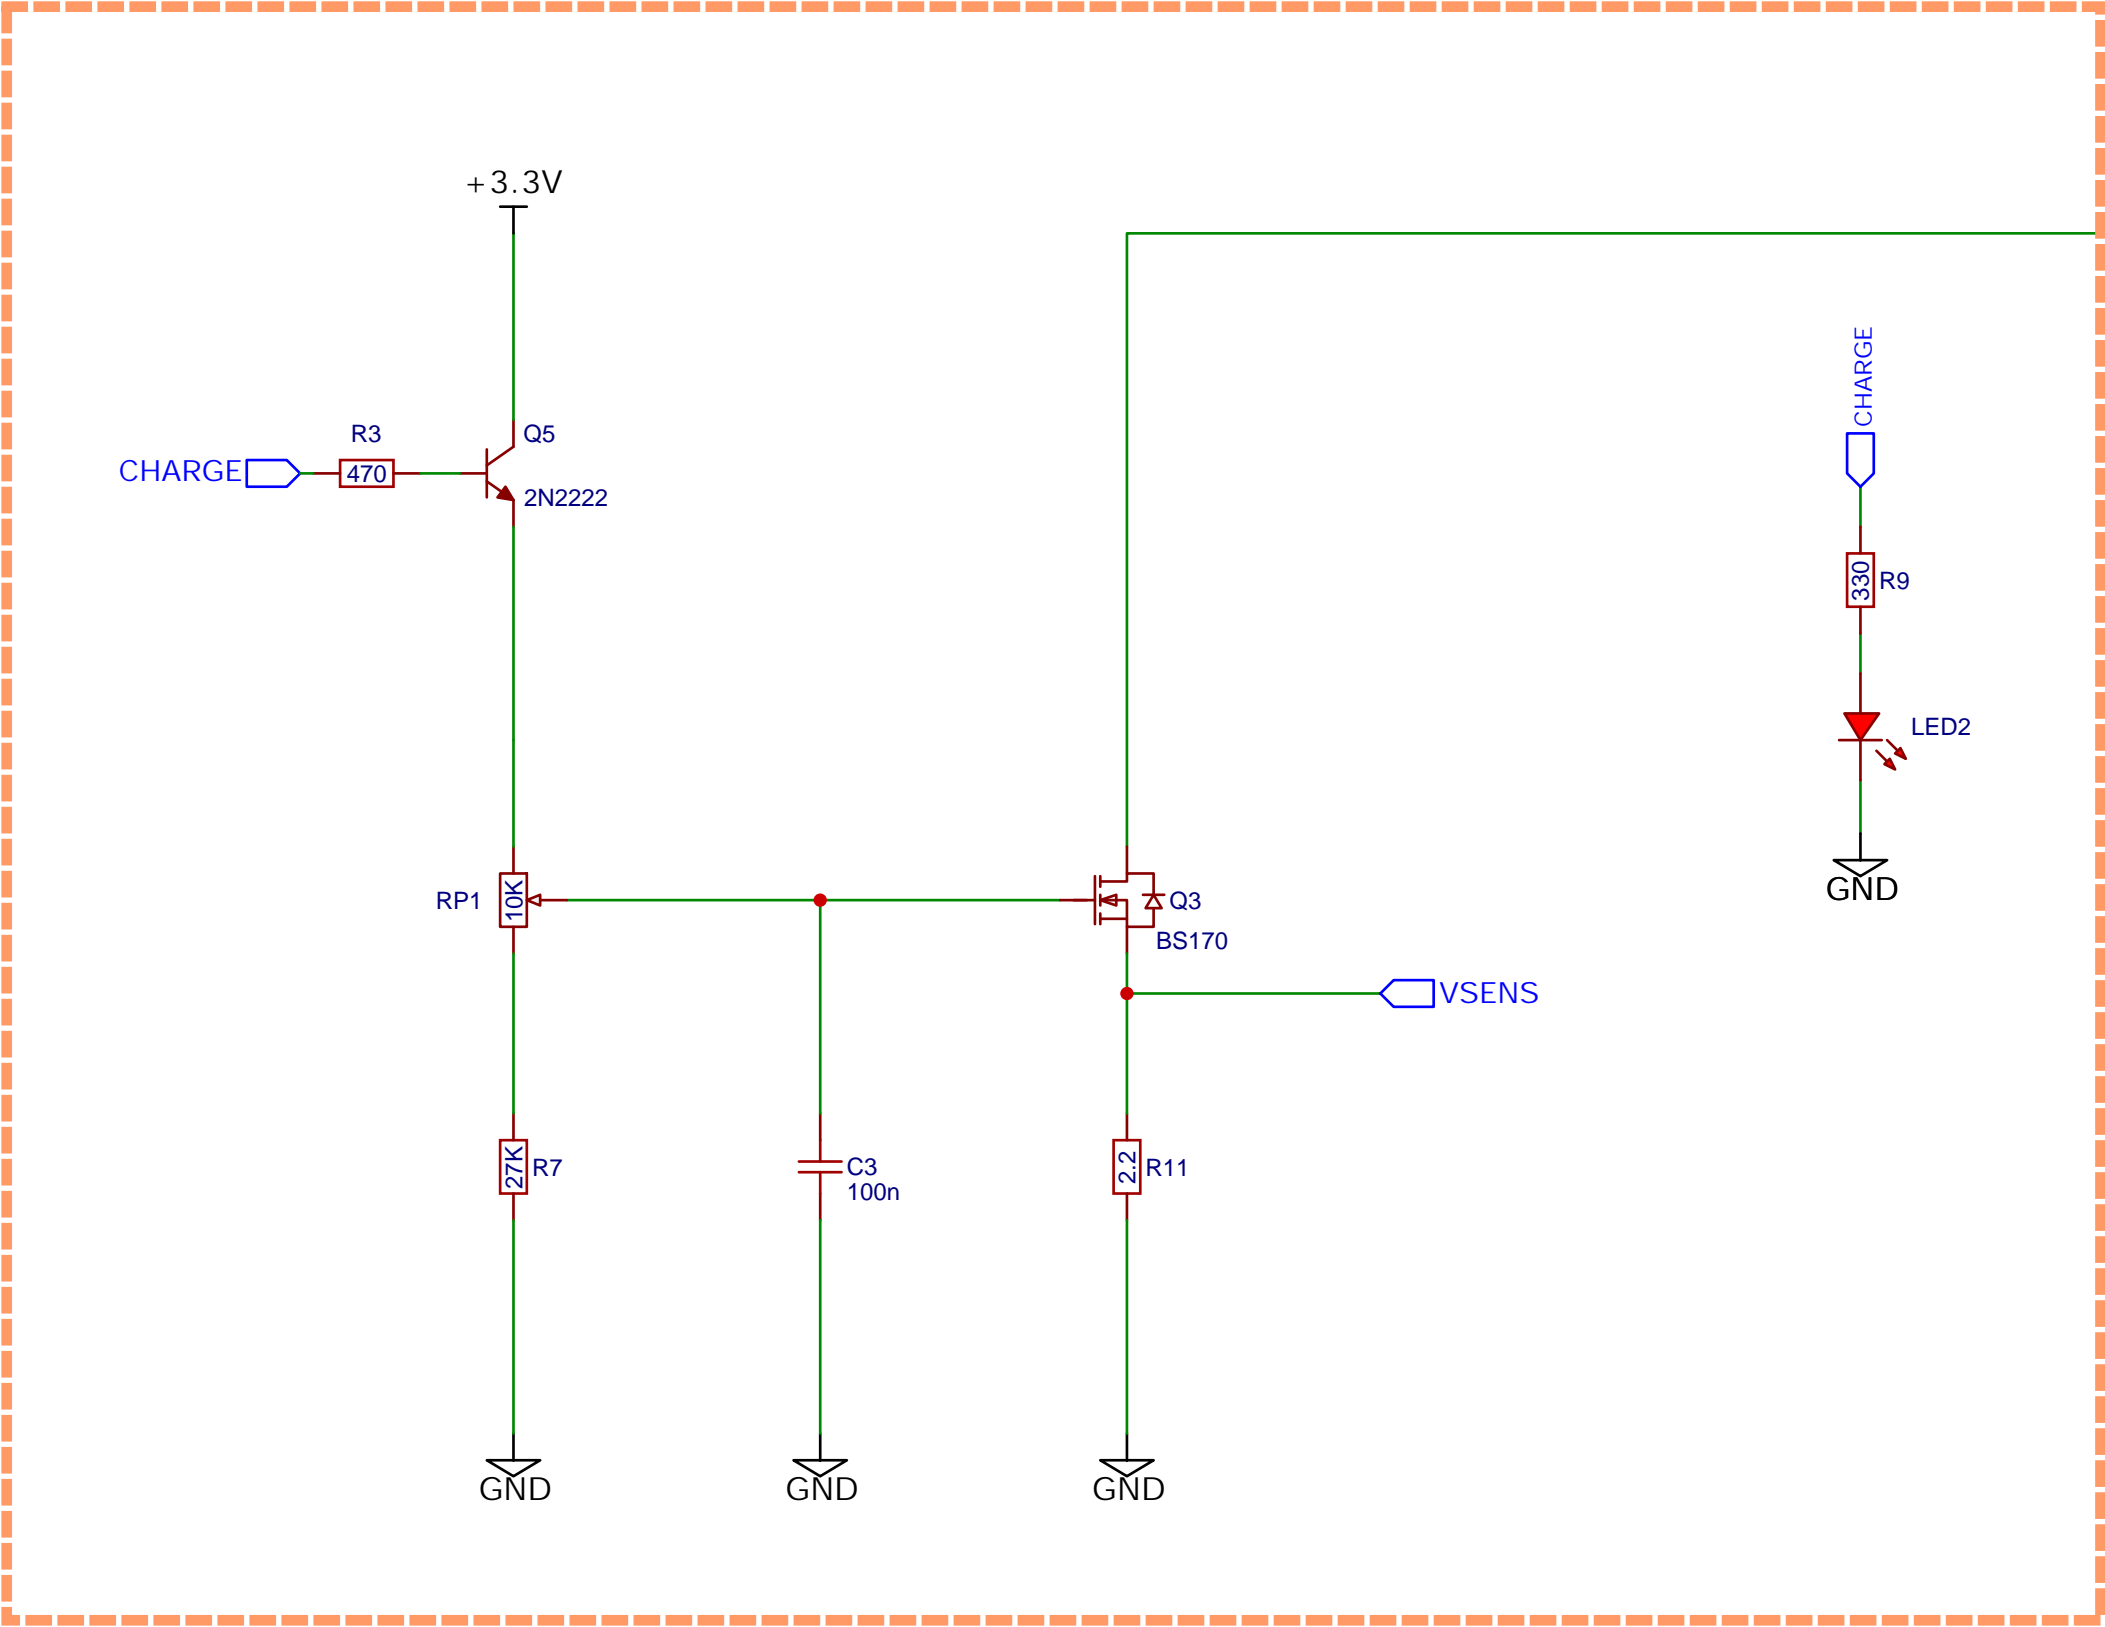 +3.3V
CHARGE
R3
470
Q5
2N2222
CHARGE
330
R9
LED2
GND
RP1
10K
Q3
BS170
VSENS
27K
R7
C3
100n
2.2
R11
GND
GND
GND